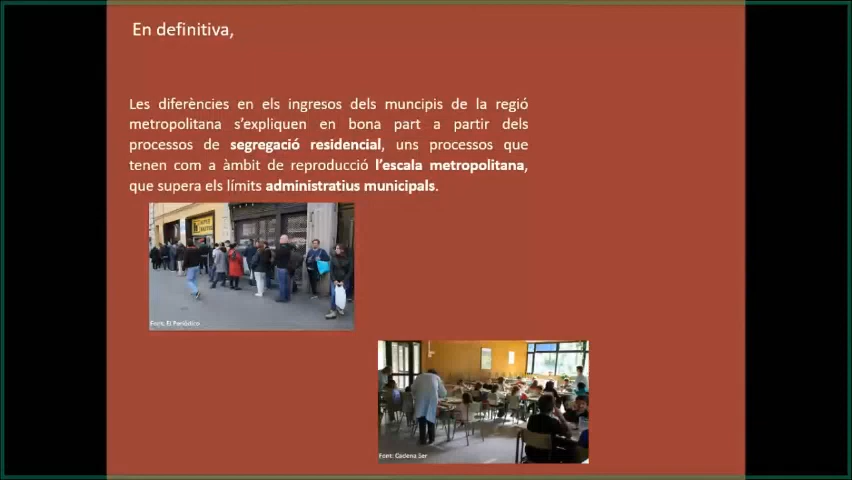 En definitiva,
Les diferències en els ingresos dels muncipis de la regió
metropolitana s'expliquen en bona part a partir dels
processos de segregació residencial, uns processos que
tenen com a àmbit de reproducció l'escala metropolitana,
que supera els límits administratius municipals.
Font: El Periódico
Font: Cadena Ser